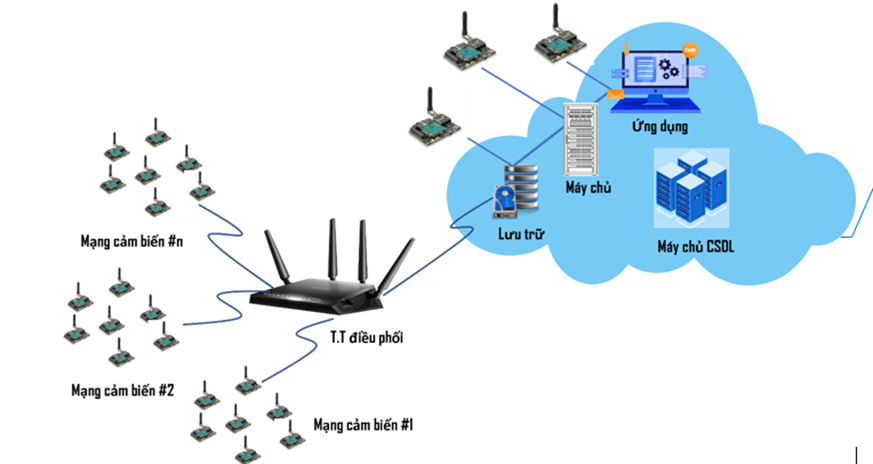 Ứng dụng
Máy chủ
Lưu trữ
Máy chủ CSDL
Mạng cảm biến #n
T.T điều phối
Mạng cảm biến #2
Mạng cảm biến #1